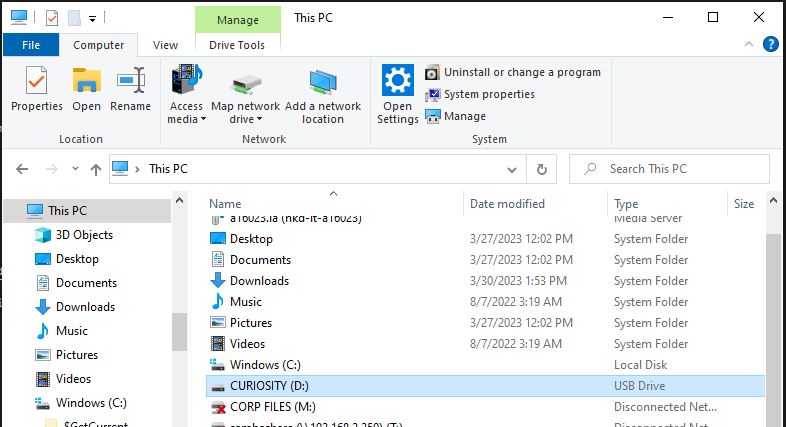 Manage
This PC
File
Computer
View
Drive Tools
Properties
Open
Rename
Access media
Map network drive
Add a network location
Open Settings
Uninstall or change a program
System properties
Manage
Location
Network
System
This PC
Search This PC
Name
Date modified
Type
Size
This PC
3D Objects
Desktop
Documents
Downloads
Music
Pictures
Videos
Windows (C:)
$GetCurrent
a16023.la (nkd-it-a16023) Media Server
Desktop 3/27/2023 12:02 PM System Folder
Documents 3/27/2023 12:02 PM System Folder
Downloads 3/30/2023 1:53 PM System Folder
Music 8/7/2022 3:19 AM System Folder
Pictures 3/27/2023 12:02 PM System Folder
Videos 8/7/2022 3:19 AM System Folder
Windows (C:) Local Disk
CURIOSITY (D:) USB Drive
CORP FILES (M:) Disconnected Net...
(T:) Disconnected Net...